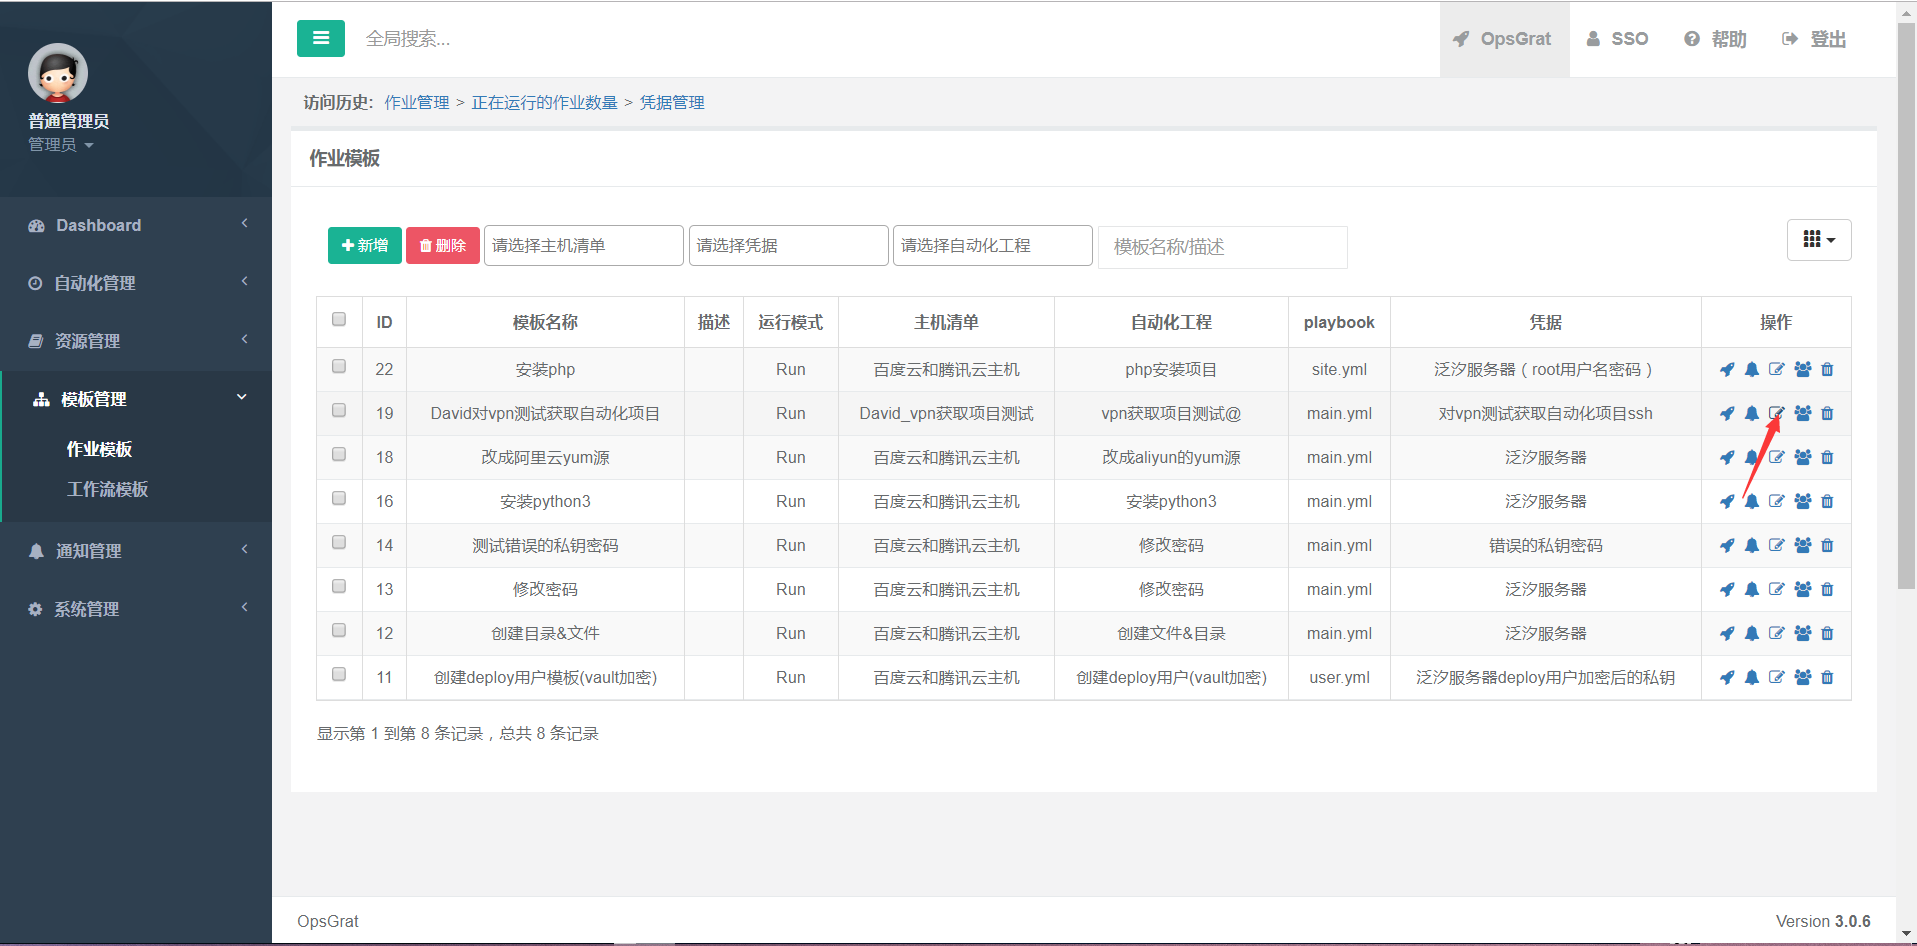 普通管理员
管理员
Dashboard
自动化管理
资源管理
模板管理
作业模板
工作流模板
通知管理
系统管理
全局搜索...
OpsGrat SSO 帮助 登出
访问历史: 作业管理 > 正在运行的作业数量 > 凭据管理
作业模板
新增 删除 请选择主机清单 请选择凭据 请选择自动化工程 模板名称/描述
ID 模板名称 描述 运行模式 主机清单 自动化工程 playbook 凭据 操作
22 安装php Run 百度云和腾讯云主机 php安装项目 site.yml 泛汐服务器（root用户名密码）
19 David对vpn测试获取自动化项目 Run David_vpn获取项目测试 vpn获取项目测试@ main.yml 对vpn测试获取自动化项目ssh
18 改成阿里云yum源 Run 百度云和腾讯云主机 改成aliyun的yum源 main.yml 泛汐服务器
16 安装python3 Run 百度云和腾讯云主机 安装python3 main.yml 泛汐服务器
14 测试错误的私钥密码 Run 百度云和腾讯云主机 修改密码 main.yml 错误的私钥密码
13 修改密码 Run 百度云和腾讯云主机 修改密码 main.yml 泛汐服务器
12 创建目录&文件 Run 百度云和腾讯云主机 创建文件&目录 main.yml 泛汐服务器
11 创建deploy用户模板(vault加密) Run 百度云和腾讯云主机 创建deploy用户(vault加密) user.yml 泛汐服务器deploy用户加密后的私钥
显示第 1 到第 8 条记录，总共 8 条记录
OpsGrat Version 3.0.6